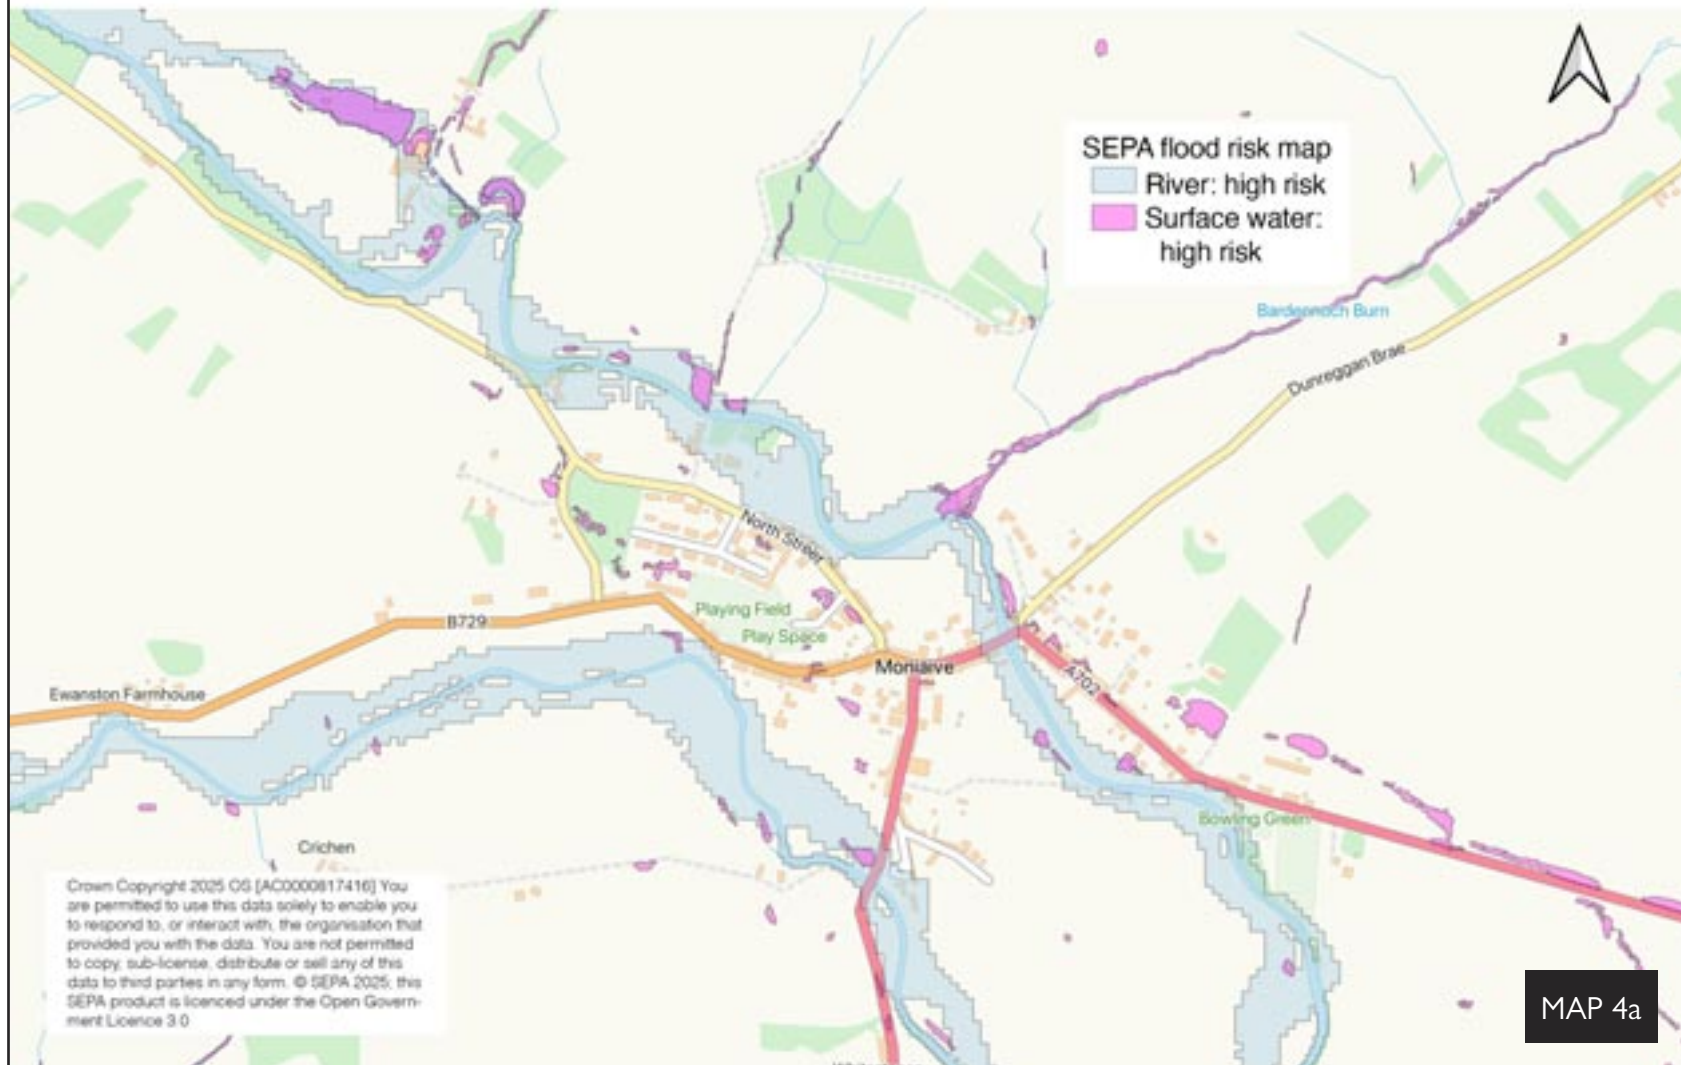 SEPA flood risk map
River: high risk
Surface water:
high risk
Bardennoch Burn
Dunreggan Brae
North Street
Playing Field
Play Space
B729
Moniaive
Ewanston Farmhouse
A702
Bowling Green
Crichen
Crown Copyright 2025 OS [AC0000817416] You
are permitted to use this data solely to enable you
to respond to, or interact with, the organisation that
provided you with the data. You are not permitted
to copy, sub-license, distribute or sell any of this
data to third parties in any form. © SEPA 2025; this
SEPA product is licenced under the Open Govern-
ment Licence 3.0
MAP 4a